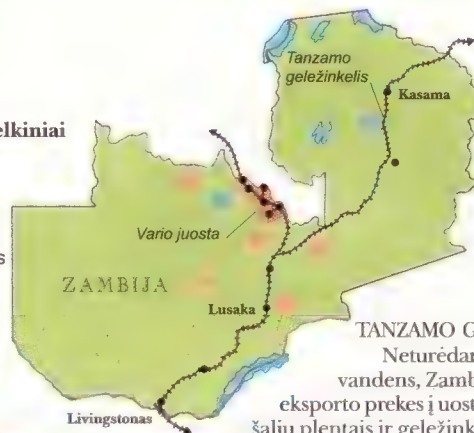 Tanzamo
geležinkelis
Kasama
elkiniai
Vario juosta
s
ZAMBIJA
Lusaka
TANZAMO G
Neturėdam
vandens, Zamb
eksporto prekes į uost
šalių plentais ir geležink
Livingstonas